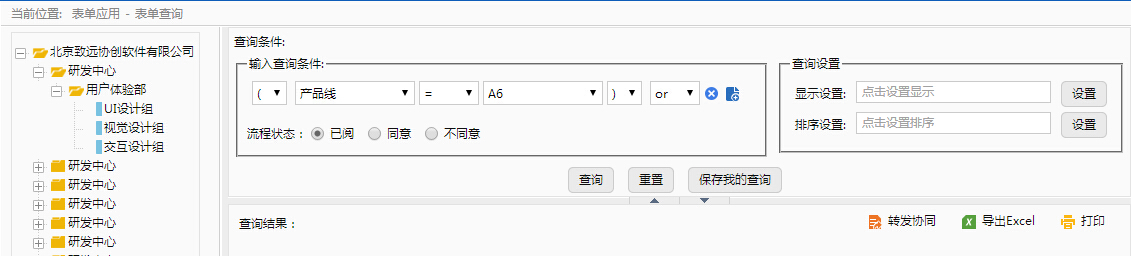 当前位置: 表单应用 - 表单查询
北京致远协创软件有限公司
研发中心
用户体验部
UI设计组
视觉设计组
交互设计组
研发中心
研发中心
研发中心
研发中心
研发中心
查询条件:
输入查询条件:
( 产品线 = A6 ) or
流程状态： 已阅 同意 不同意
查询设置
显示设置: 点击设置显示 设置
排序设置: 点击设置排序 设置
查询 重置 保存我的查询
查询结果： 转发协同 导出Excel 打印